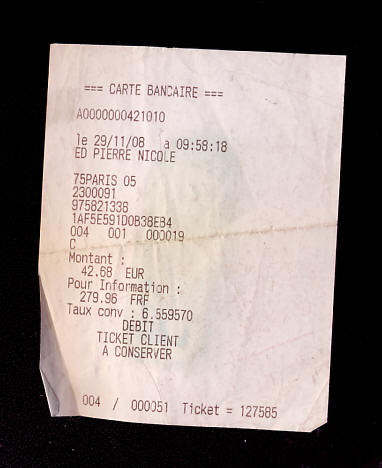 === CARTE BANCAIRE ===
A0000000421010
le 29/11/08 a 09:58:18
ED PIERRE NICOLE
75PARIS 05
2300091
975821336
1AF5E591D0B38EB4
004 001 000019
C
Montant :
42.68 EUR
Pour Information :
279.96 FRF
Taux conv : 6.559570
DEBIT
TICKET CLIENT
A CONSERVER
004 / 000051 Ticket = 127585